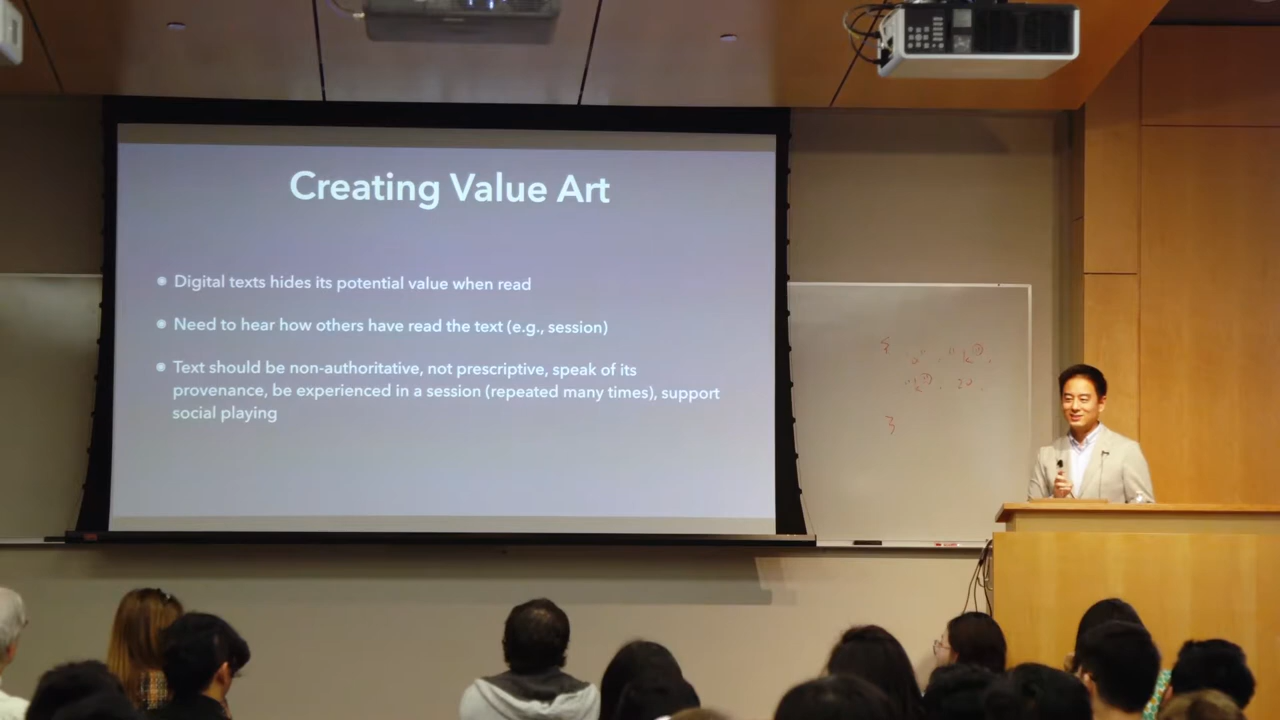 Creating Value Art
Digital texts hides its potential value when read
Need to hear how others have read the text (e.g., session)
Text should be non-authoritative, not prescriptive, speak of its
provenance, be experienced in a session (repeated many times), support
social playing